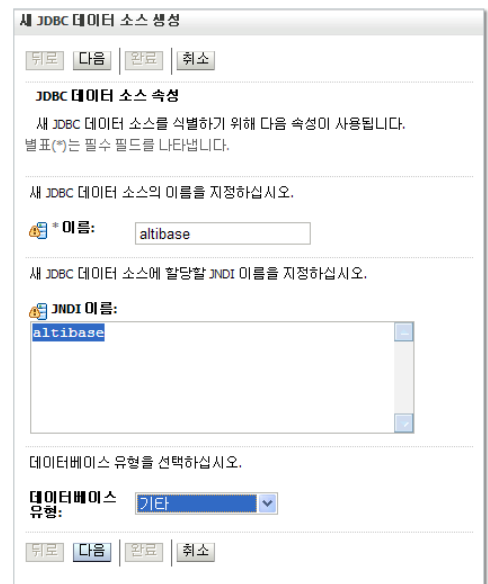 새 JDBC 데이터 소스 생성
뒤로 다음 완료 취소
JDBC 데이터 소스 속성
새 JDBC 데이터 소스를 식별하기 위해 다음 속성이 사용됩니다.
별표(*)는 필수 필드를 나타냅니다.
새 JDBC 데이터 소스의 이름을 지정하십시오.
* 이름: altibase
새 JDBC 데이터 소스에 할당할 JNDI 이름을 지정하십시오.
JNDI 이름:
altibase
데이터베이스 유형을 선택하십시오.
데이터베이스
유형: 기타
뒤로 다음 완료 취소